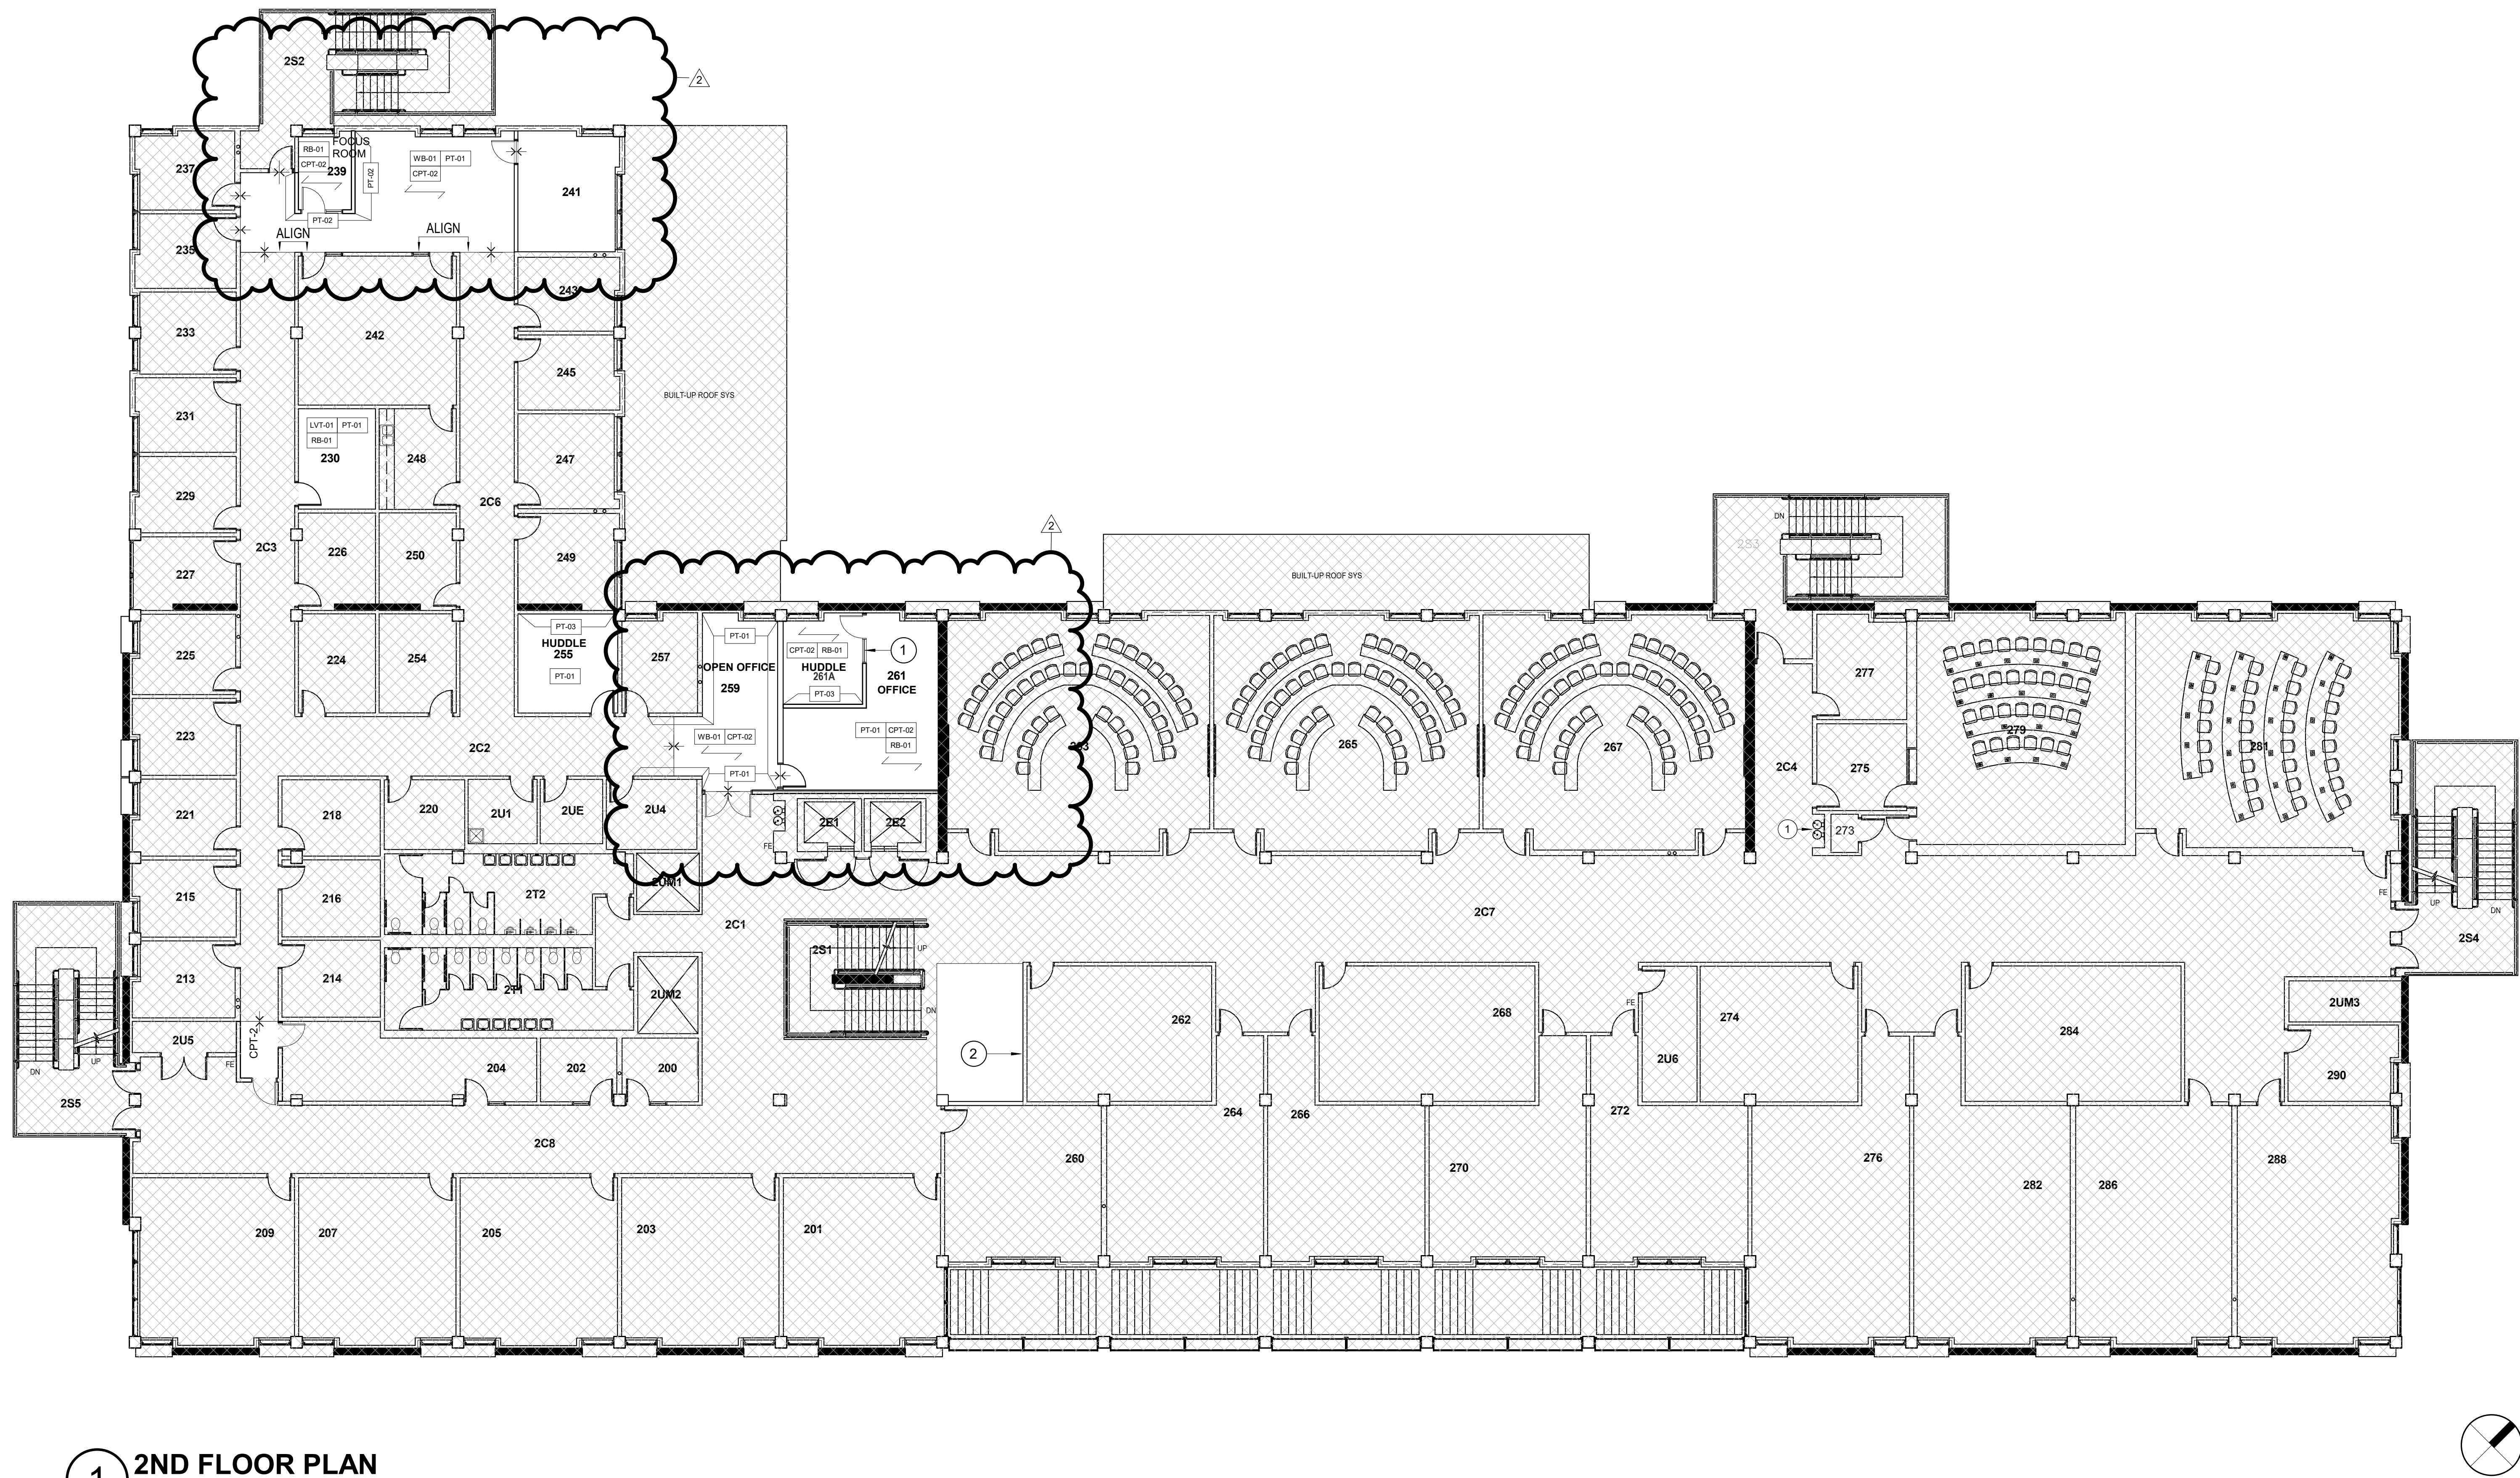 2S2
2
FOCUS
ROOM
RB-01
CPT-02
239
PT-02
WB-01 PT-01
CPT-02
237
241
PT-02
ALIGN
ALIGN
235
243
233
242
245
BUILT-UP ROOF SYS
231
LVT-01 PT-01
RB-01
230
248
247
229
2C6
2C3
226
250
249
227
2
DN
2S3
BUILT-UP ROOF SYS
PT-03
HUDDLE
255
PT-01
225
224
254
257
PT-01
OPEN OFFICE
259
CPT-02 RB-01
HUDDLE
261A
PT-03
1
261
OFFICE
277
223
2C2
WB-01 CPT-02
PT-01 CPT-02
RB-01
263
265
267
279
281
PT-01
2C4
275
221
218
220
2U1
2UE
2U4
FE
2E1
2E2
1
273
2UM1
215
216
2T2
2C1
2C7
FE
UP
DN
2S4
2S1
UP
213
214
2T1
2UM2
DN
262
268
FE
274
284
2UM3
2U5
CPT-2
FE
UP
DN
204
202
200
2
2U6
290
2S5
264
266
272
2C8
260
270
276
288
282
286
209
207
205
203
201
1
2ND FLOOR PLAN